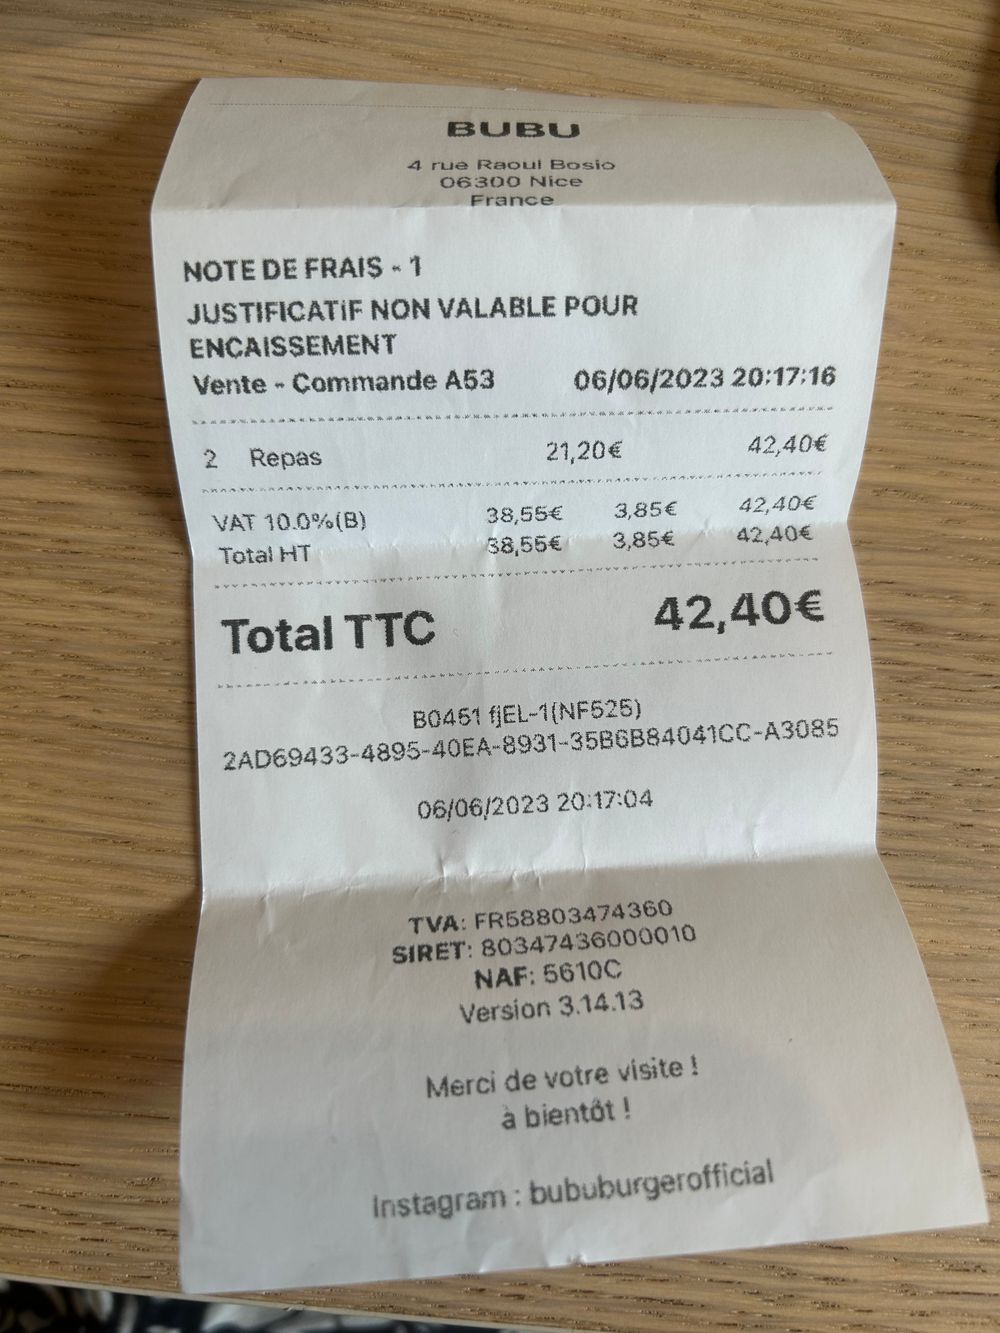 BUBU
4 rue Raoul Bosio
06300 Nice
France
NOTE DE FRAIS - 1
JUSTIFICATIF NON VALABLE POUR
ENCAISSEMENT
Vente - Commande A53 06/06/2023 20:17:16
2 Repas 21,20€ 42,40€
VAT 10.0%(B) 38,55€ 3,85€ 42,40€
Total HT 38,55€ 3,85€ 42,40€
Total TTC 42,40€
B0461 fjEL-1(NF525)
2AD69433-4895-40EA-8931-35B6B84041CC-A3085
06/06/2023 20:17:04
TVA: FR58803474360
SIRET: 80347436000010
NAF: 5610C
Version 3.14.13
Merci de votre visite !
à bientôt !
Instagram : bububurgerofficial